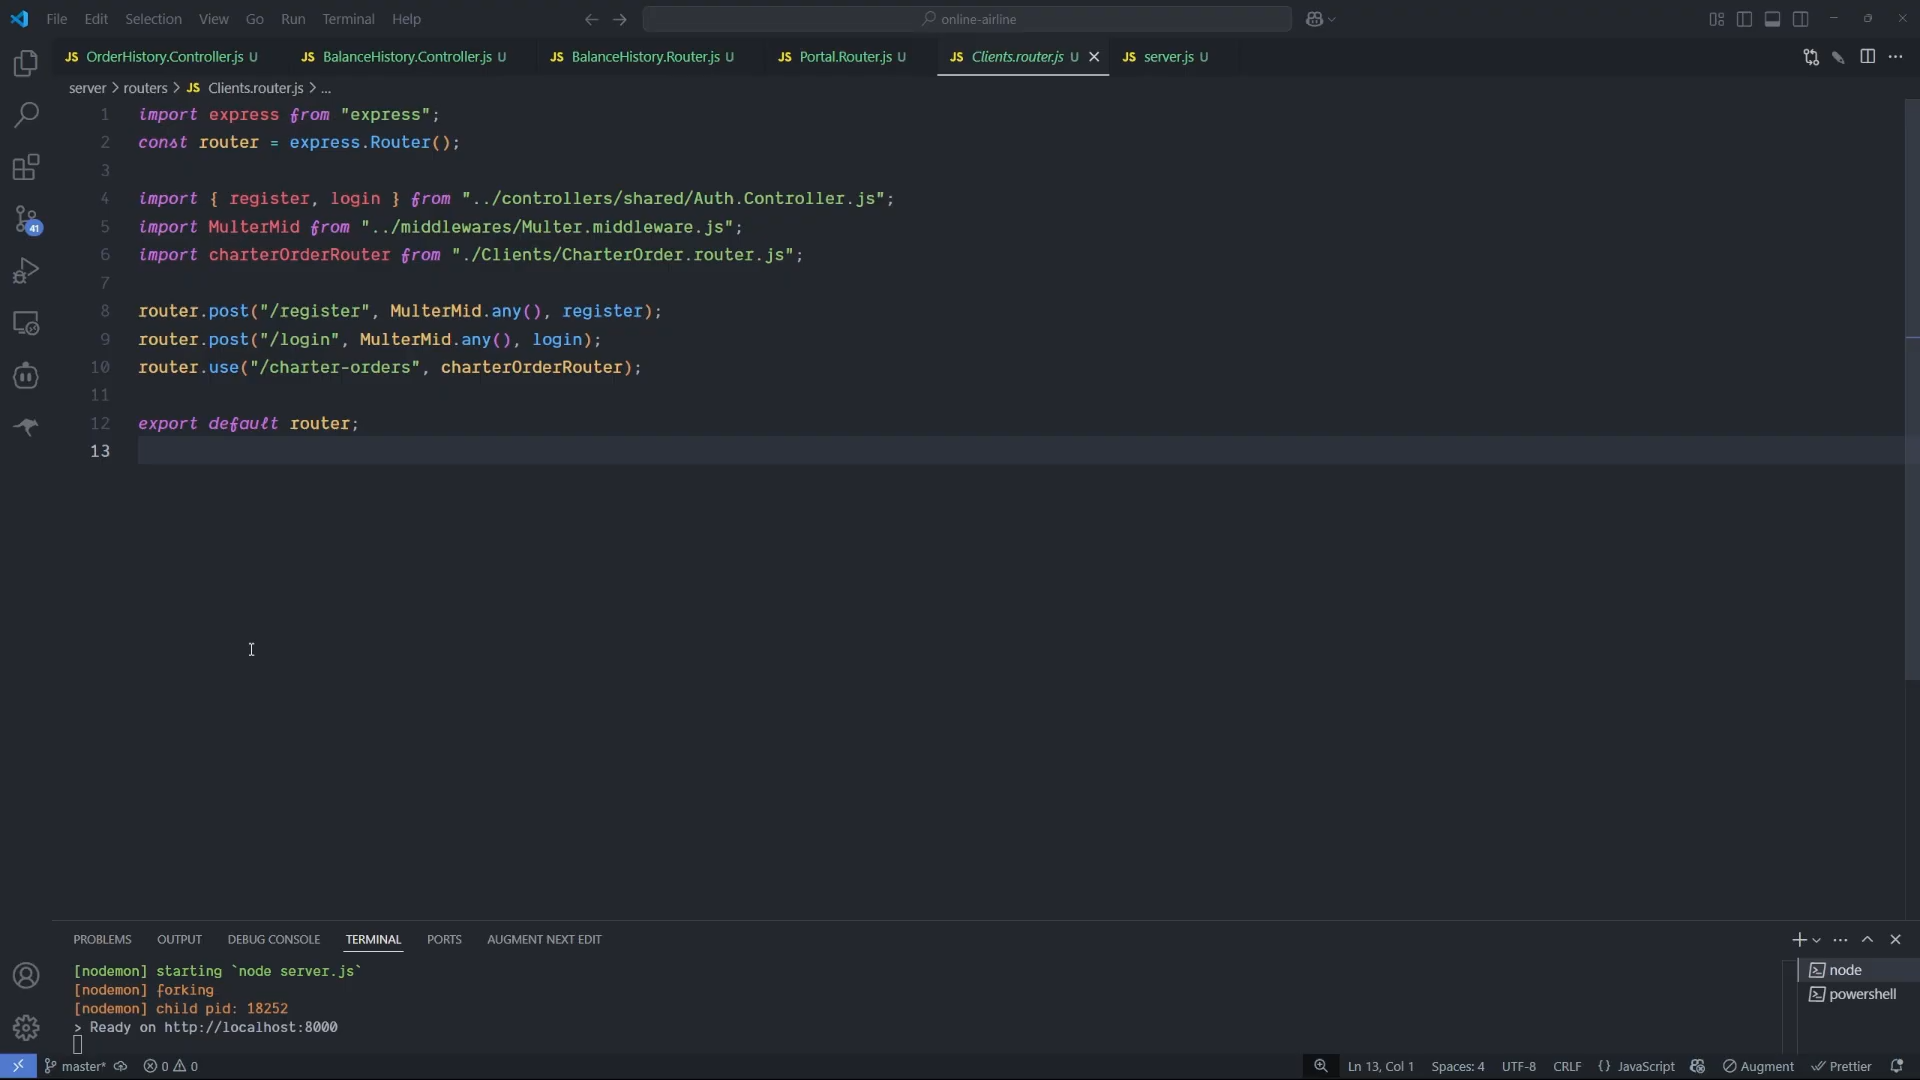 File Edit Selection View Go Run Terminal Help
online-airline
JS OrderHistory.Controller.js U
JS BalanceHistory.Controller.js U
JS BalanceHistory.Router.js U
JS Portal.Router.js U
JS Clients.router.js U
JS server.js U
server > routers > JS Clients.router.js > ...
1 import express from "express";
2 const router = express.Router();
3
4 import { register, login } from "../controllers/shared/Auth.Controller.js";
5 import MulterMid from "../middlewares/Multer.middleware.js";
6 import charterOrderRouter from "./Clients/CharterOrder.router.js";
7
8 router.post("/register", MulterMid.any(), register);
9 router.post("/login", MulterMid.any(), login);
10 router.use("/charter-orders", charterOrderRouter);
11
12 export default router;
13
41
PROBLEMS OUTPUT DEBUG CONSOLE TERMINAL PORTS AUGMENT NEXT EDIT
[nodemon] starting `node server.js`
[nodemon] forking
[nodemon] child pid: 18252
> Ready on http://localhost:8000
node
powershell
master* 0 0 Ln 13, Col 1 Spaces: 4 UTF-8 CRLF {} JavaScript Augment Prettier